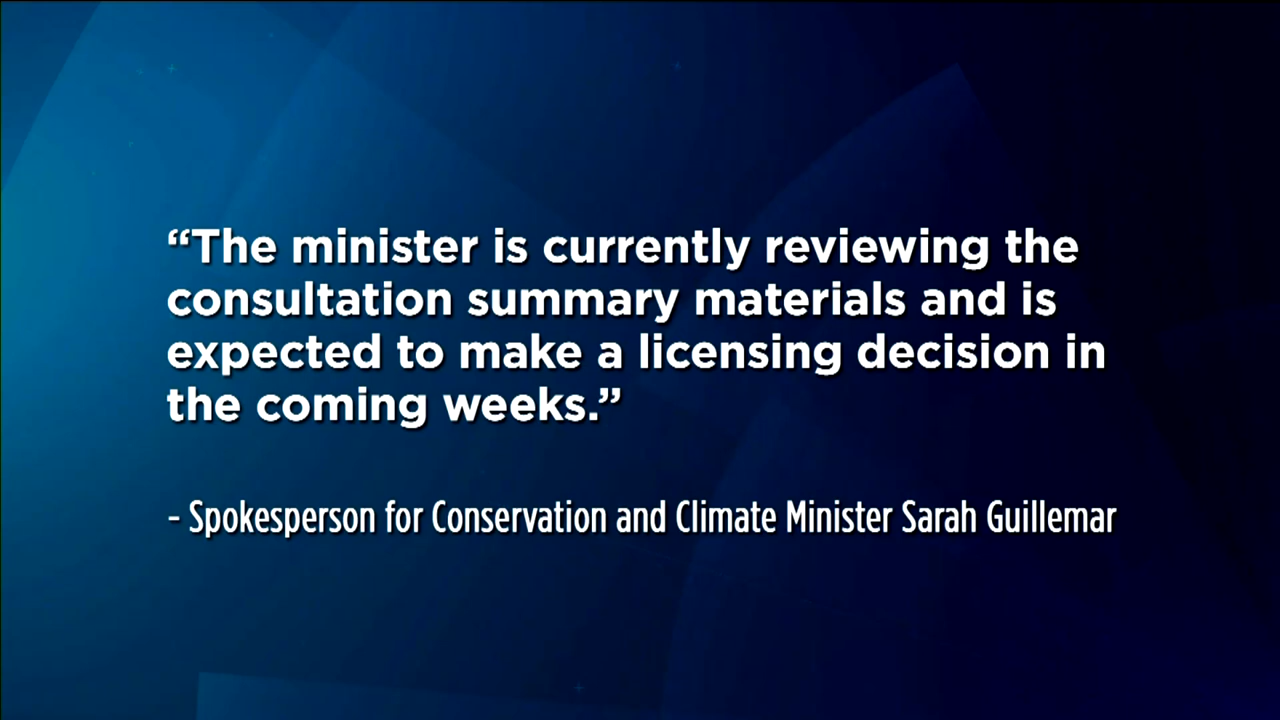 “The minister is currently reviewing the
consultation summary materials and is
expected to make a licensing decision in
the coming weeks.”
- Spokesperson for Conservation and Climate Minister Sarah Guillemar